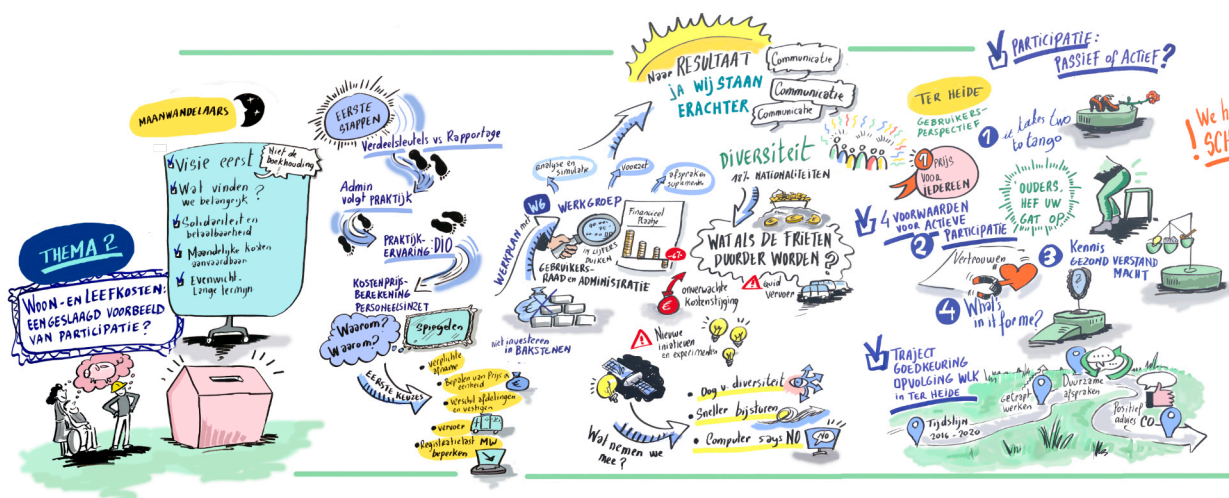 THEMA 2
WOON- EN LEEFKOSTEN:
EEN GESLAAGD VOORBEELD
VAN PARTICIPATIE?
MAANWANDELAARS
Visie eerst
Niet de
boekhouding
Wat vinden
we belangrijk?
Solidariteit en
betaalbaarheid
Maandelijkse kosten
aanvaardbaar
Evenwicht-
Lange termijn
EERSTE
STAPPEN
Verdeelsleutels vs Rapportage
Admin
volgt PRAKTIJK
PRAKTIJK-
ERVARING: DIO
KOSTENPRIJS-
BEREKENING
PERSONEELSINZET
Waarom?
Waarom?
Spiegelen
EERSTE KEUZES
verplichte
afname
Bepalen van Prijs &
eenheid
Verschil afdelingen
en vestigen
vervoer
Registratielast MW
beperken
WERKPLAN met
WG
WERKGROEP
analyse en
simulatie
voorzet
afspraken
IN CIJFERS
DUIKEN
GEBRUIKERS-
RAAD en ADMINISTRATIE
Financieel
Plaatje
-6%
niet investeren
in BAKSTENEN
Naar RESULTAAT
JA WIJ STAAN
ERACHTER
Communicatie
Communicatie
Communicatie
DIVERSITEIT
18% NATIONALITEITEN
WAT ALS DE FRIETEN
DUURDER WORDEN?
onverwachte
Kostenstijging
quid
vervoer
Nieuwe
initiatieven
en experimenten
Wat nemen we
mee?
Oog v. diversiteit
Sneller bijsturen
Computer says NO
NO
PARTICIPATIE:
PASSIEF OF ACTIEF?
TER HEIDE
GEBRUIKERS-
PERSPECTIEF
1 PRIJS
VOOR
IEDEREEN
4 VOORWAARDEN
VOOR ACTIEVE
PARTICIPATIE
1
it takes two
to tango
'OUDERS,
HEF UW
GAT OP'
2
Vertrouwen
3
Kennis
GEZOND VERSTAND
MACHT
4
What's
in it for me?
TRAJECT
GOEDKEURING
OPVOLGING WLK
in TER HEIDE
Tijdslijn
2016 - 2020
Duurzame
afspraken
Positief
advies
CO
! We h
SCH